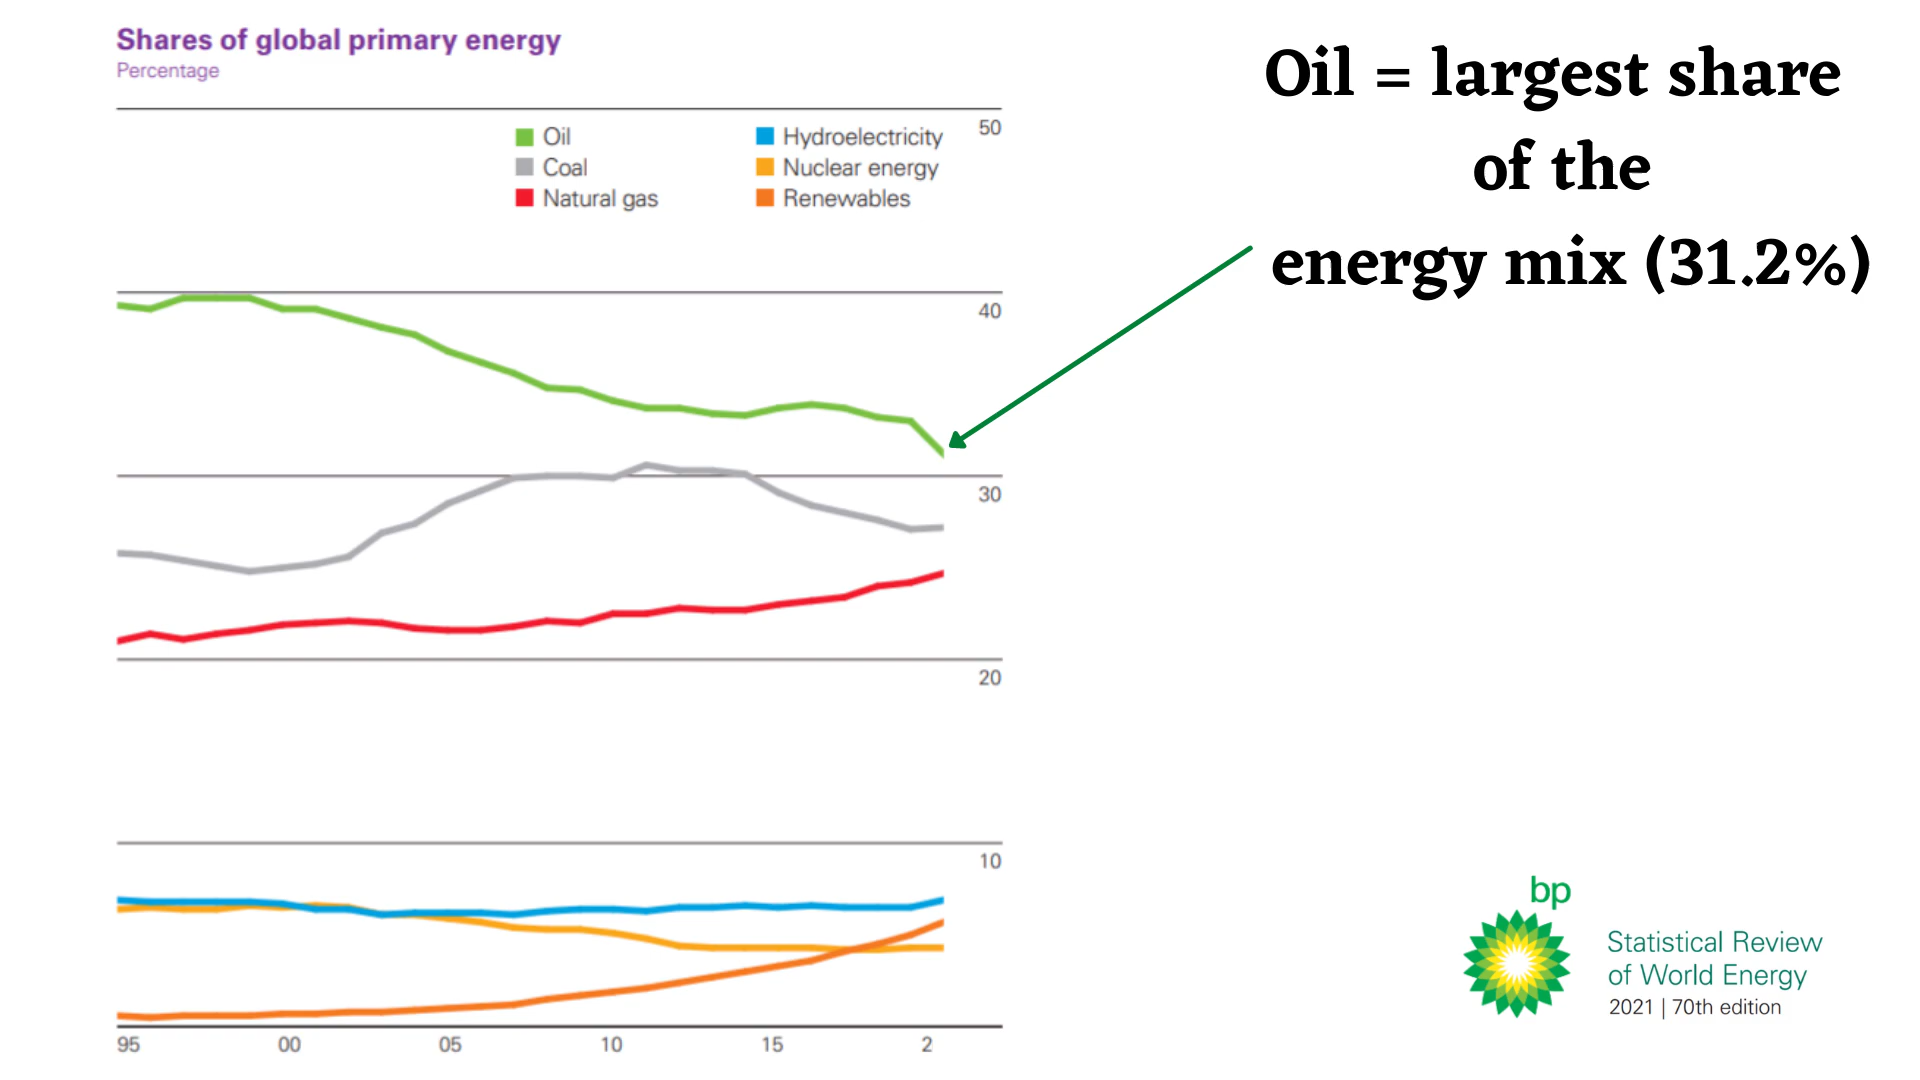 Shares of global primary energy
Percentage
Oil = largest share
of the
energy mix (31.2%)
50
Oil
Hydroelectricity
Coal
Nuclear energy
Natural gas
Renewables
40
30
20
10
95 00 05 10 15 2
bp
Statistical Review
of World Energy
2021 | 70th edition